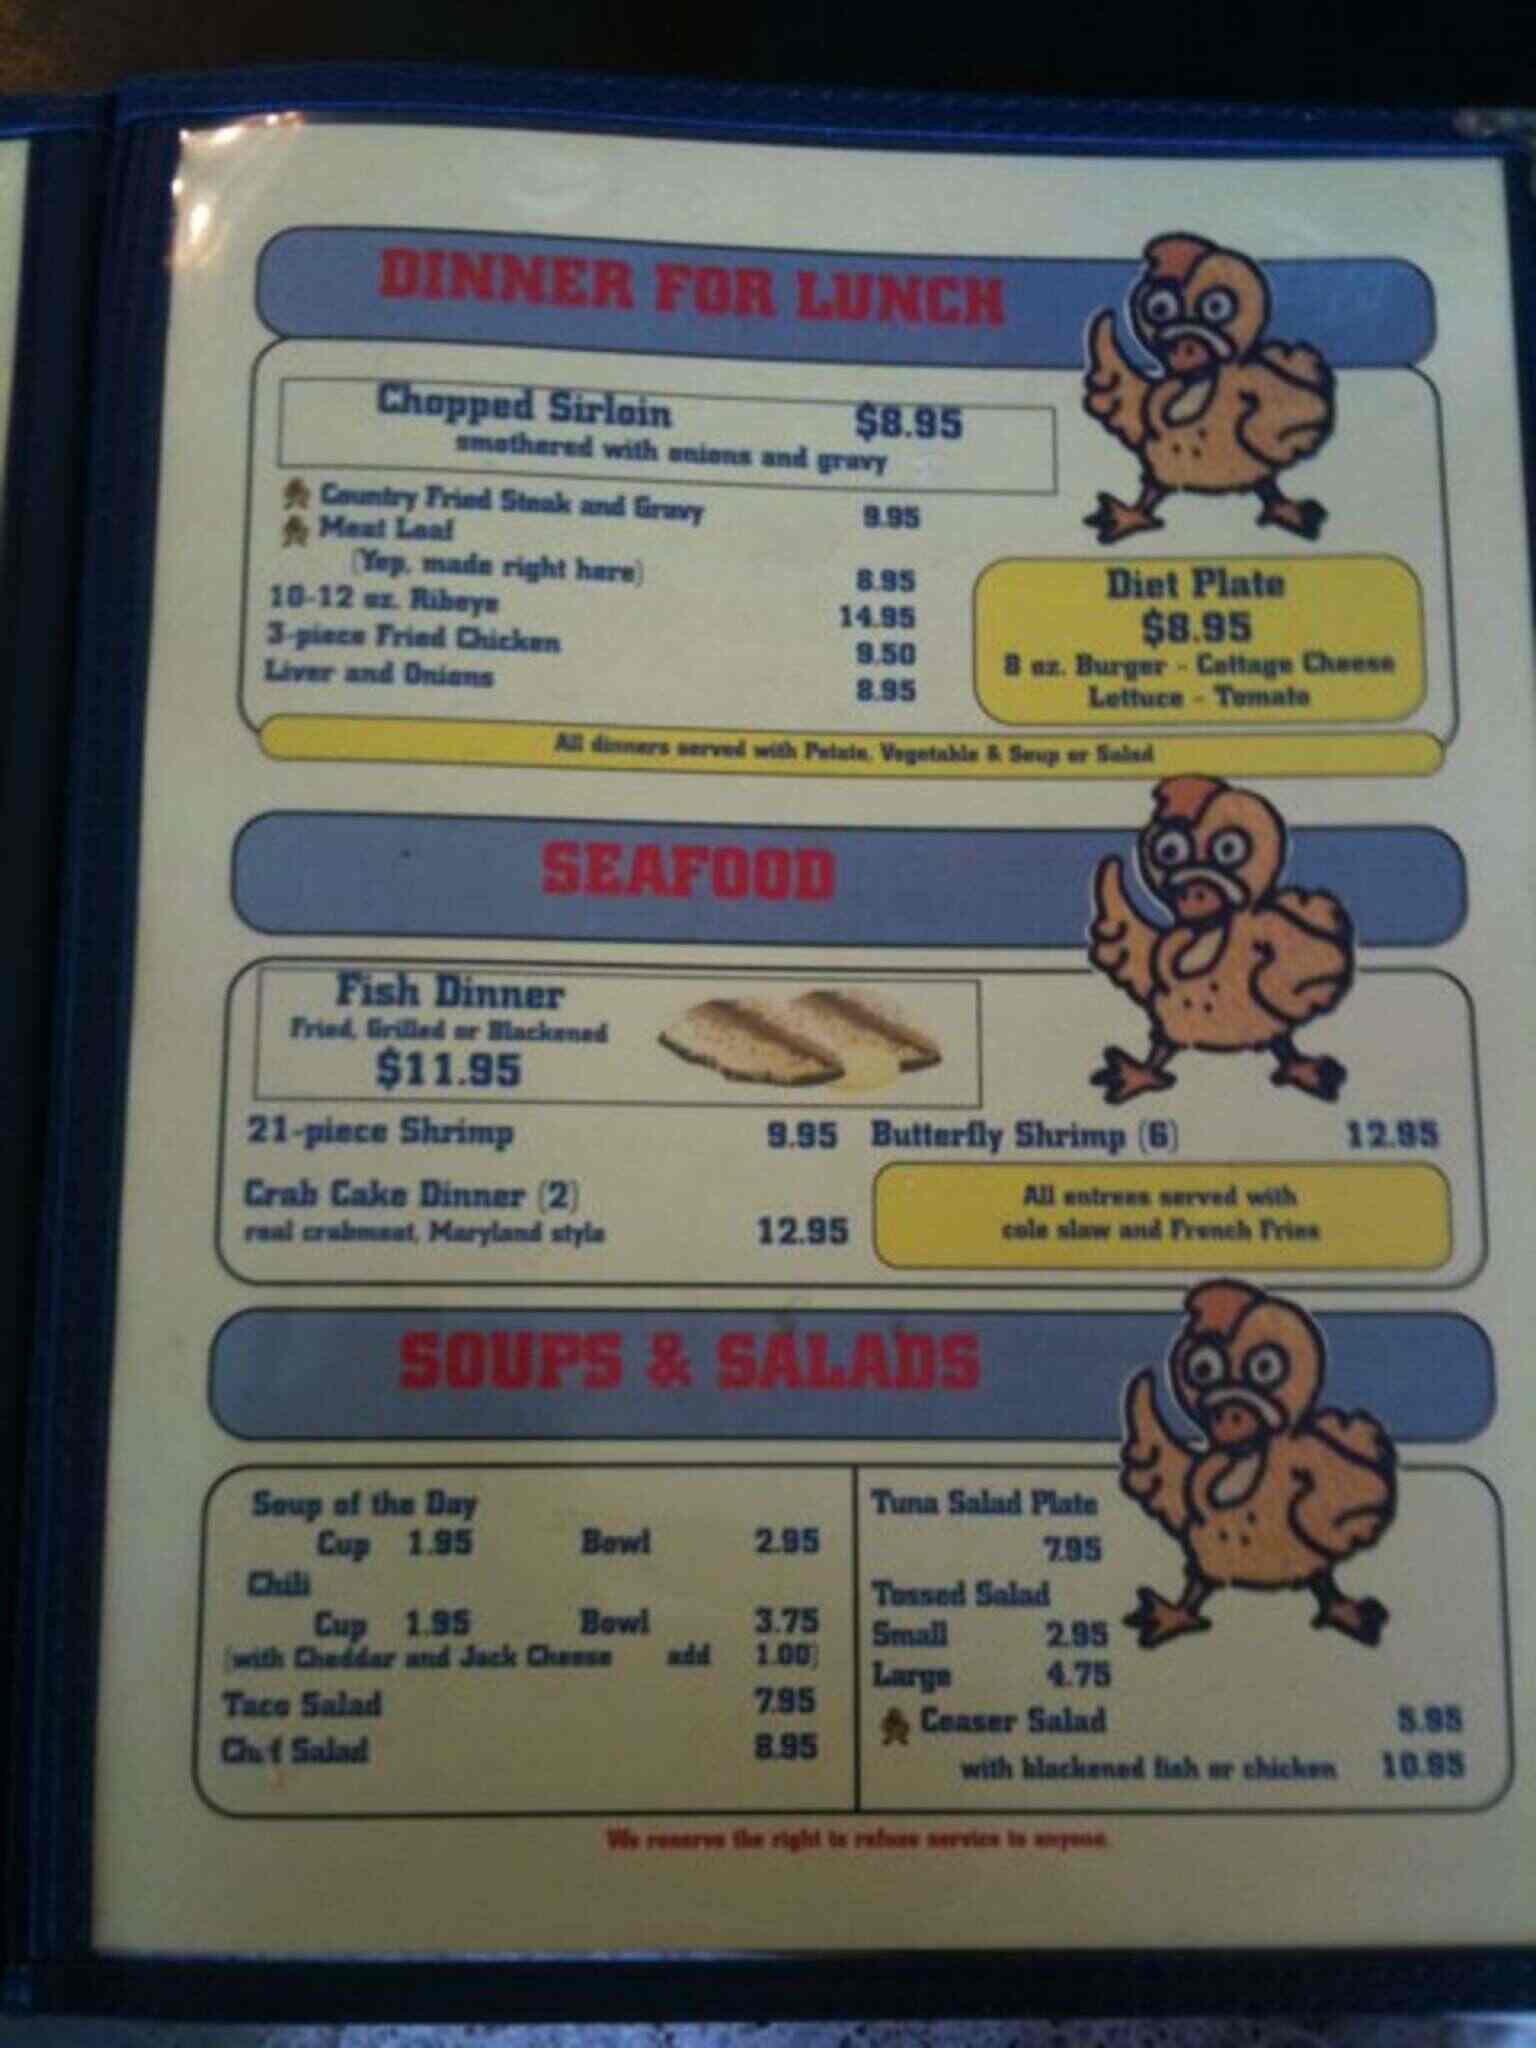 DINNER FOR LUNCH
Chopped Sirloin $8.95
smothered with onions and gravy
Country Fried Steak and Gravy 9.95
Meat Loaf
(Yep, made right here) 8.95
10-12 oz. Ribeye 14.95
3-piece Fried Chicken 9.50
Liver and Onions 8.95
Diet Plate
$8.95
8 oz. Burger - Cottage Cheese
Lettuce - Tomato
All dinners served with Potato, Vegetable & Soup or Salad
SEAFOOD
Fish Dinner
Fried, Grilled or Blackened
$11.95
21-piece Shrimp 9.95
Butterfly Shrimp (6) 12.95
Crab Cake Dinner (2)
real crabmeat, Maryland style 12.95
All entrees served with
cole slaw and French Fries
SOUPS & SALADS
Soup of the Day
Cup 1.95 Bowl 2.95
Chili
Cup 1.95 Bowl 3.75
(with Cheddar and Jack Cheese add 1.00)
Taco Salad 7.95
Chef Salad 8.95
Tuna Salad Plate
7.95
Tossed Salad
Small 2.95
Large 4.75
Ceaser Salad 5.95
with blackened fish or chicken 10.95
We reserve the right to refuse service to anyone.